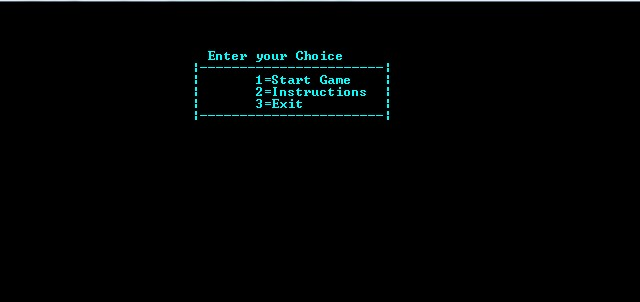 Enter your Choice
1=Start Game
2=Instructions
3=Exit